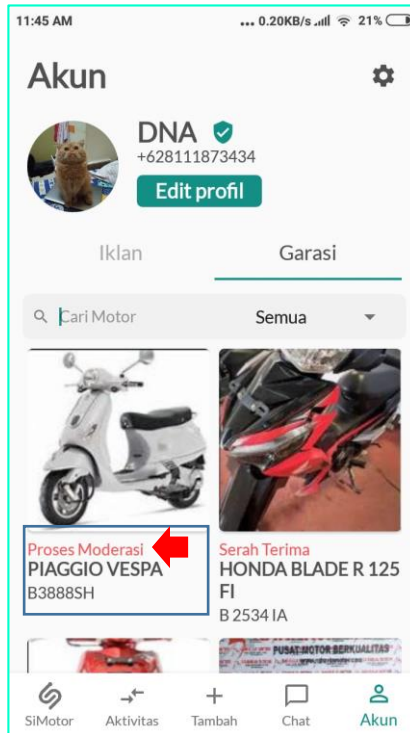 11:45 AM
... 0.20KB/s 21%
Akun
DNA
+628111873434
Edit profil
Iklan
Garasi
Cari Motor
Semua
Proses Moderasi
PIAGGIO VESPA
B3888SH
Serah Terima
HONDA BLADE R 125
FI
B 2534 IA
PUSAT MOTOR BERKUALITAS
SiMotor
Aktivitas
Tambah
Chat
Akun